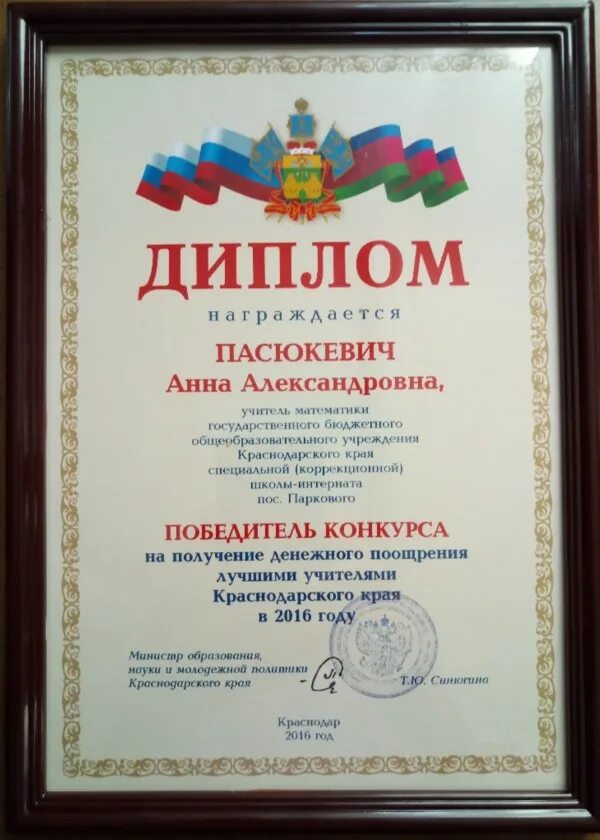 ДИПЛОМ
награждается
ПАСЮКЕВИЧ
Анна Александровна,
учитель математики
государственного бюджетного
общеобразовательного учреждения
Краснодарского края
специальной (коррекционной)
школы-интерната
пос. Паркового
ПОБЕДИТЕЛЬ КОНКУРСА
на получение денежного поощрения
лучшими учителями
Краснодарского края
в 2016 году
Министр образования,
науки и молодежной политики
Краснодарского края
Т.Ю. Синюгина
Краснодар
2016 год